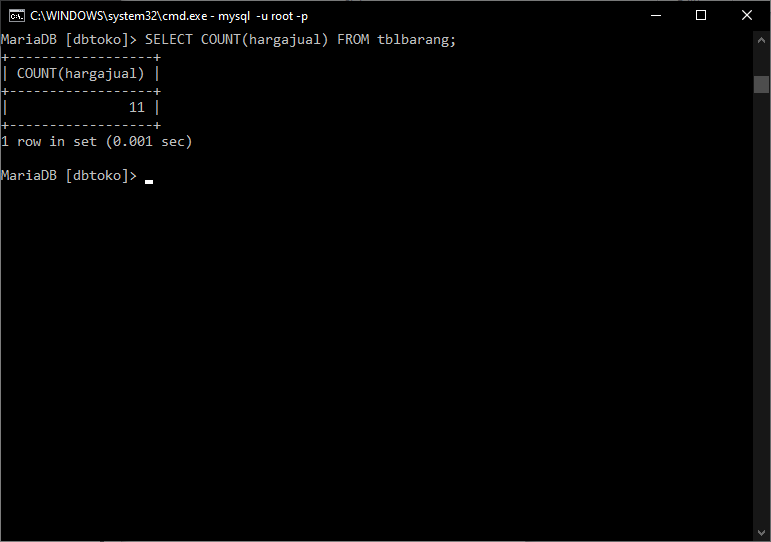 C:\WINDOWS\system32\cmd.exe - mysql  -u root -p
MariaDB [dbtoko]> SELECT COUNT(hargajual) FROM tblbarang;
+------------------+
| COUNT(hargajual) |
+------------------+
|               11 |
+------------------+
1 row in set (0.001 sec)
MariaDB [dbtoko]>